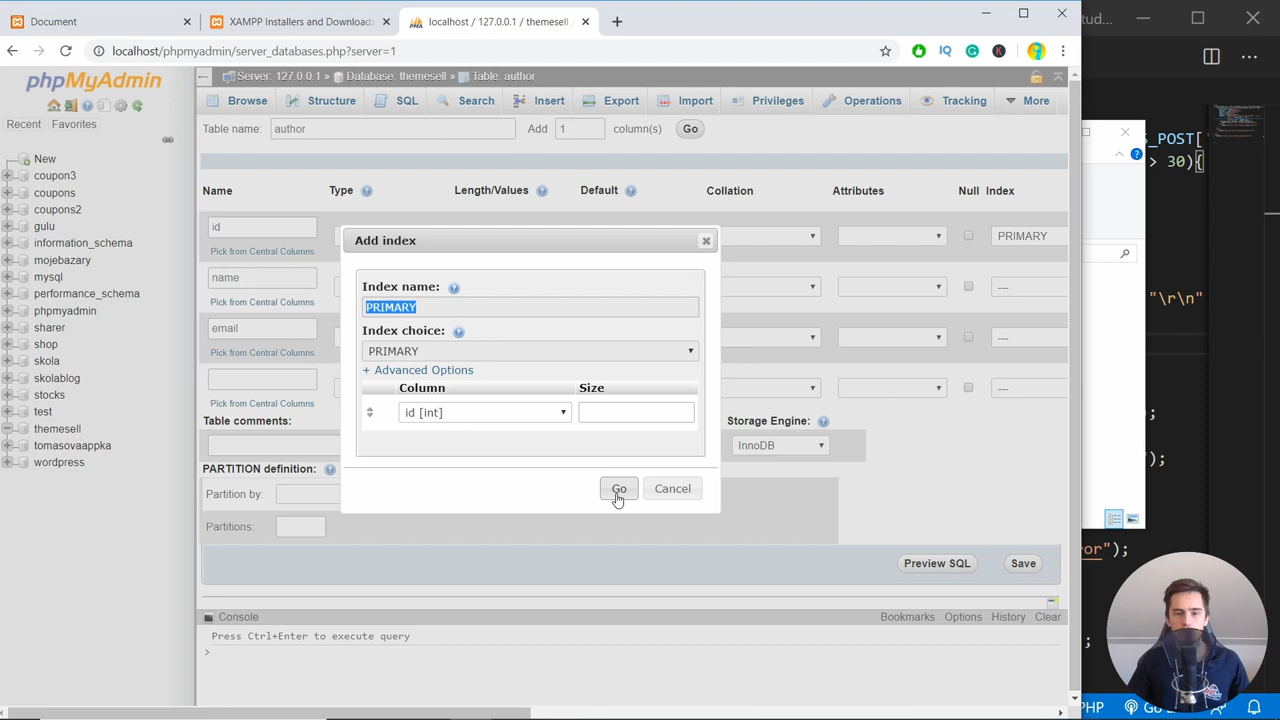 Document
XAMPP Installers and Downloads
localhost / 127.0.0.1 / themesell
localhost/phpmyadmin/server_databases.php?server=1
phpMyAdmin
Recent Favorites
New
coupon3
coupons
coupons2
gulu
information_schema
mojebazary
mysql
performance_schema
phpmyadmin
sharer
shop
skola
skolablog
stocks
test
themesell
tomasovaappka
wordpress
Server: 127.0.0.1 » Database: themesell » Table: author
Browse Structure SQL Search Insert Export Import Privileges Operations Tracking More
Table name: author Add 1 column(s) Go
Name Type Length/Values Default Collation Attributes Null Index
id PRIMARY
Pick from Central Columns
name ---
Pick from Central Columns
email ---
Pick from Central Columns
---
Pick from Central Columns
Table comments: Storage Engine:
InnoDB
PARTITION definition:
Partition by:
Partitions:
Preview SQL Save
Add index
Index name:
PRIMARY
Index choice:
PRIMARY
+ Advanced Options
Column Size
id [int]
Go Cancel
Console Bookmarks Options History Clear
Press Ctrl+Enter to execute query
>
tud...
S_POST['
> 30){
"\r\n"
;
");
or");
;
PHP Go L